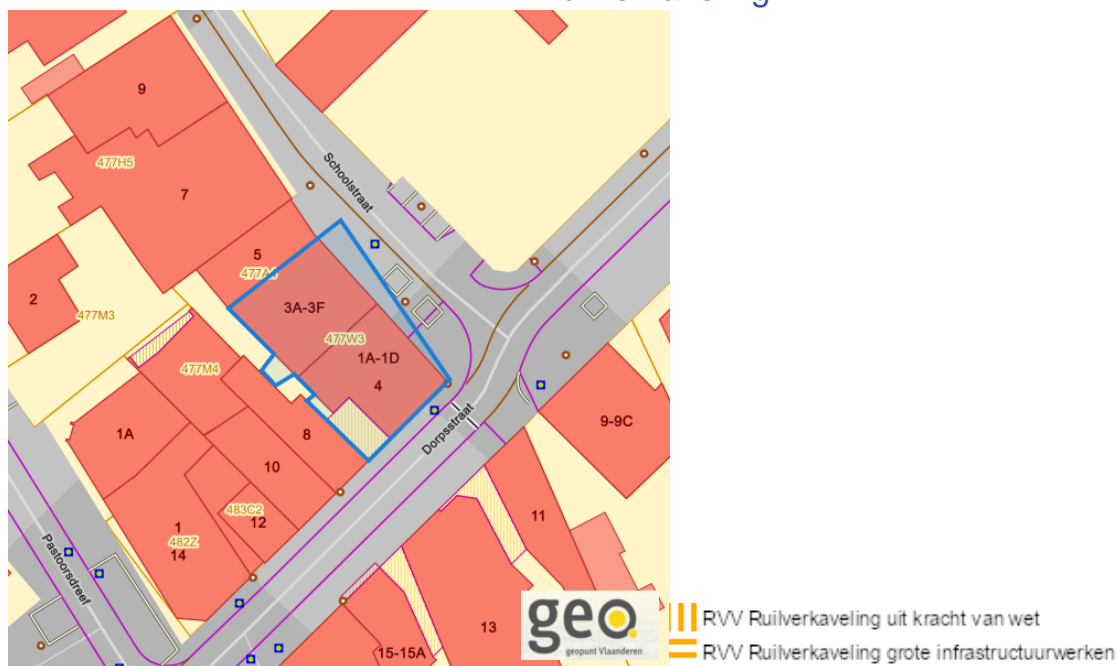 9
477H5
7
Schoolstraat
5
2
477M3
3A-3F
477W3
1A-1D
4
477M4
1A
8
9-9C
Dorpsstraat
10
483C2
12
1
482Z
14
11
Pastoorsdreef
13
15-15A
geo.
geopunt Vlaanderen
RVV Ruilverkaveling uit kracht van wet
RVV Ruilverkaveling grote infrastructuurwerken